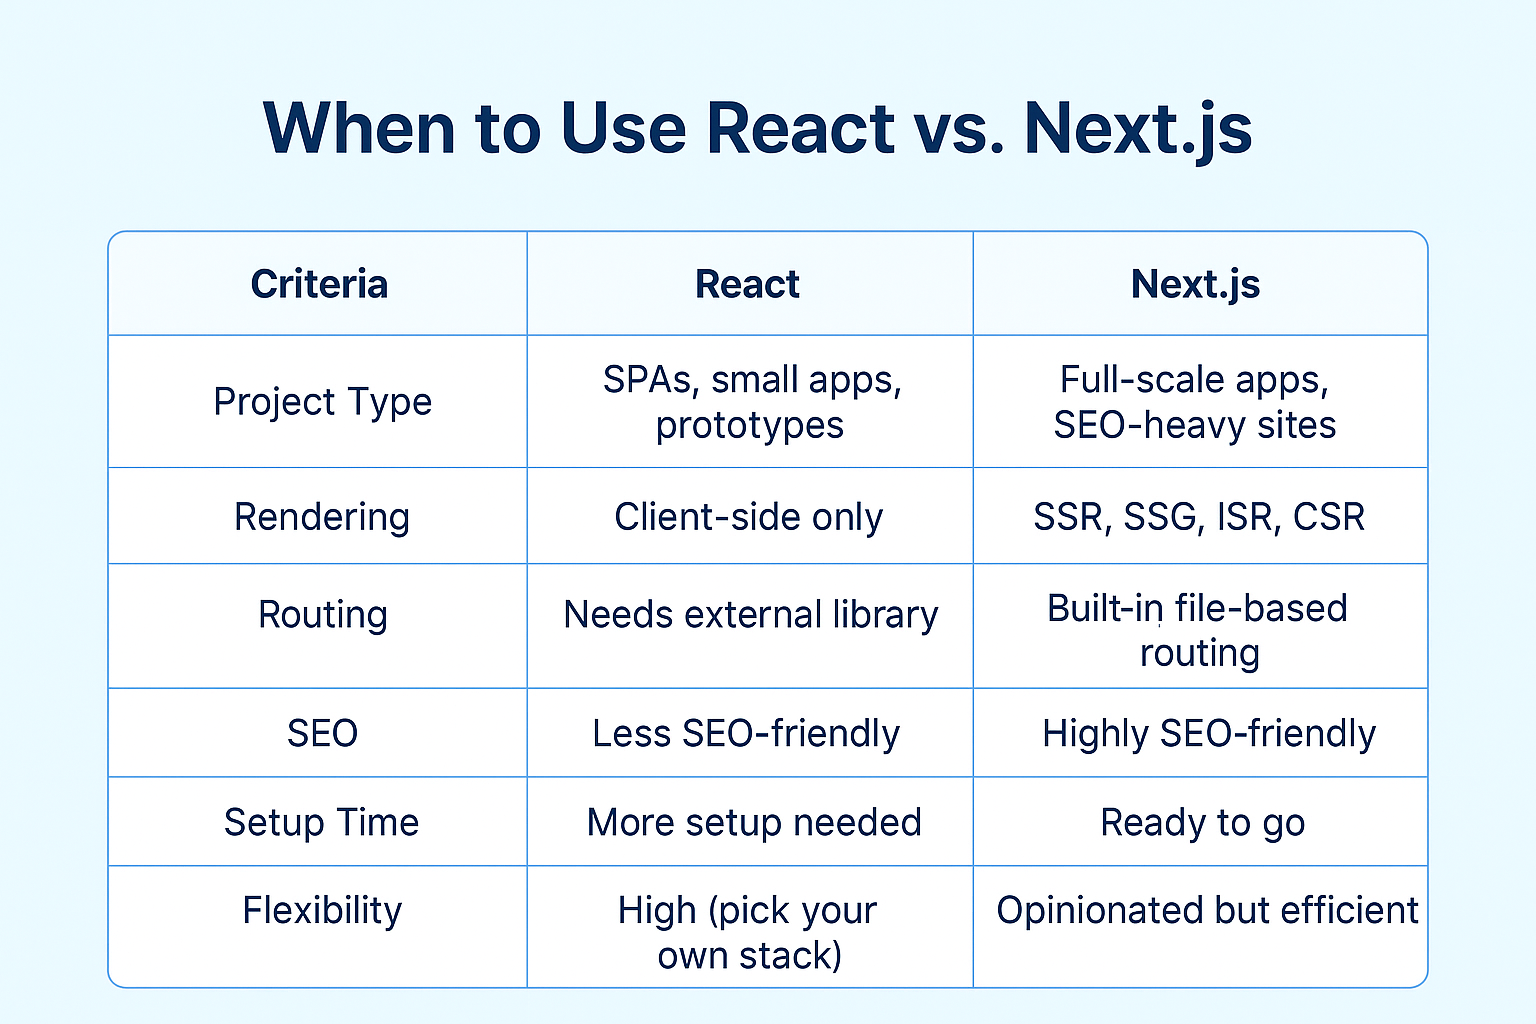 When to Use React vs. Next.js
Criteria
React
Next.js
Project Type
SPAs, small apps,
prototypes
Full-scale apps,
SEO-heavy sites
Rendering
Client-side only
SSR, SSG, ISR, CSR
Routing
Needs external library
Built-in file-based
routing
SEO
Less SEO-friendly
Highly SEO-friendly
Setup Time
More setup needed
Ready to go
Flexibility
High (pick your
own stack)
Opinionated but efficient